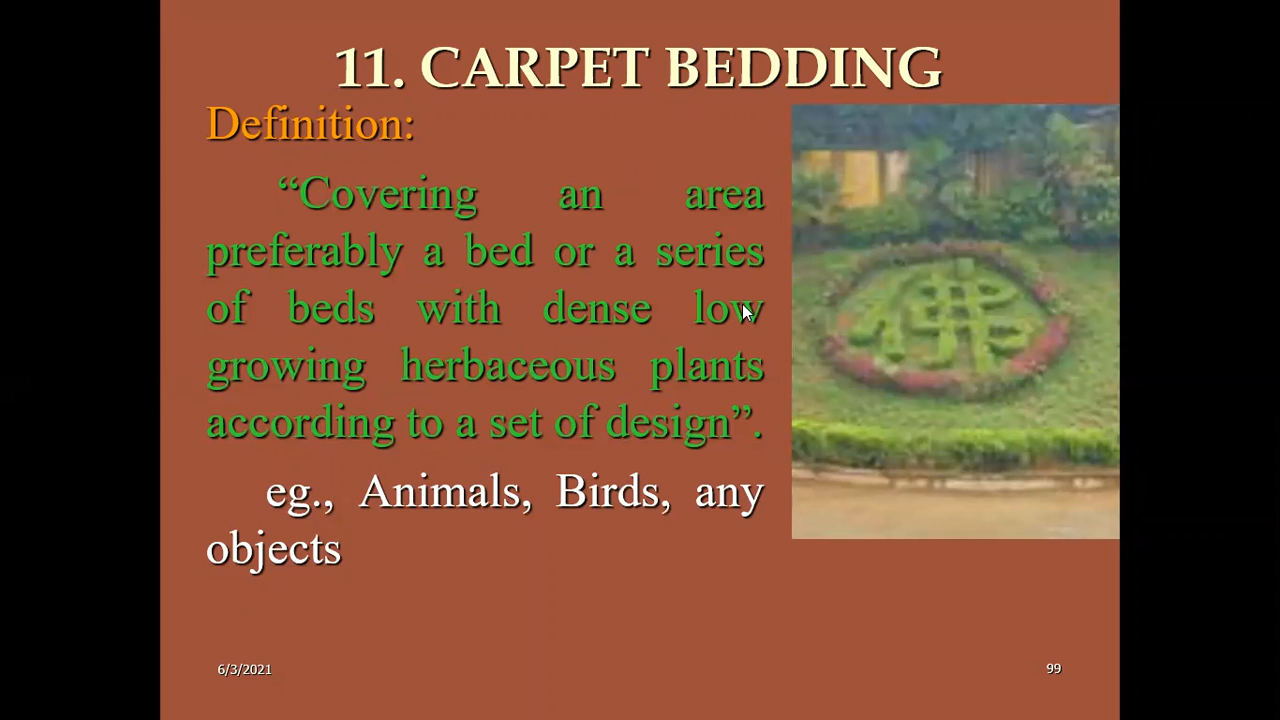 11. CARPET BEDDING
Definition:
“Covering an area
preferably a bed or a series
of beds with dense low
growing herbaceous plants
according to a set of design”.
eg., Animals, Birds, any
objects
佛
6/3/2021
99